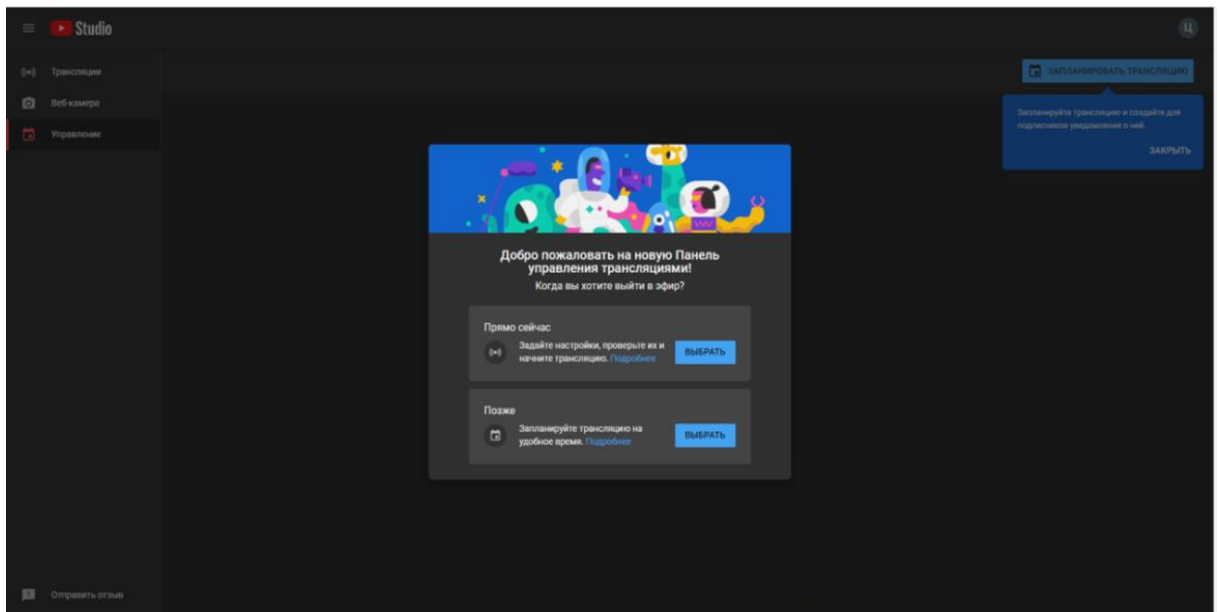 Studio
Ц
Трансляции
Веб-камера
Управление
ЗАПЛАНИРОВАТЬ ТРАНСЛЯЦИЮ
Запланируйте трансляцию и создайте для
подписчиков уведомление о ней.
ЗАКРЫТЬ
Добро пожаловать на новую Панель
управления трансляциями!
Когда вы хотите выйти в эфир?
Прямо сейчас
Задайте настройки, проверьте их и
начните трансляцию. Подробнее
ВЫБРАТЬ
Позже
Запланируйте трансляцию на
удобное время. Подробнее
ВЫБРАТЬ
Отправить отзыв